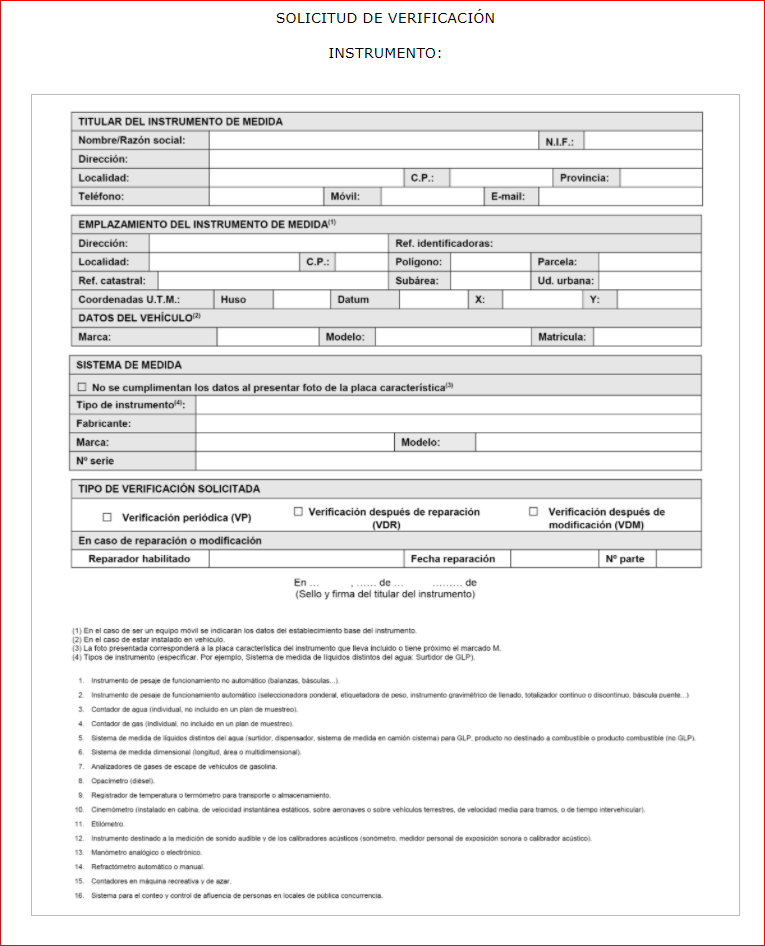 SOLICITUD DE VERIFICACIÓN
INSTRUMENTO:
TITULAR DEL INSTRUMENTO DE MEDIDA
Nombre/Razón social: N.I.F.:
Dirección:
Localidad: C.P.: Provincia:
Teléfono: Móvil: E-mail:
EMPLAZAMIENTO DEL INSTRUMENTO DE MEDIDA(1)
Dirección: Ref. identificadoras:
Localidad: C.P.: Polígono: Parcela:
Ref. catastral: Subárea: Ud. urbana:
Coordenadas U.T.M.: Huso Datum X: Y:
DATOS DEL VEHÍCULO(2)
Marca: Modelo: Matrícula:
SISTEMA DE MEDIDA
☐ No se cumplimentan los datos al presentar foto de la placa característica(3)
Tipo de instrumento(4):
Fabricante:
Marca: Modelo:
Nº serie
TIPO DE VERIFICACIÓN SOLICITADA
☐ Verificación periódica (VP) ☐ Verificación después de reparación (VDR) ☐ Verificación después de modificación (VDM)
En caso de reparación o modificación
Reparador habilitado Fecha reparación Nº parte
En … , …… de … ……… de
(Sello y firma del titular del instrumento)
(1) En el caso de ser un equipo móvil se indicarán los datos del establecimiento base del instrumento.
(2) En el caso de estar instalado en vehículo.
(3) La foto presentada corresponderá a la placa característica del instrumento que lleva incluido o tiene próximo el marcado M.
(4) Tipos de instrumento (especificar. Por ejemplo, Sistema de medida de líquidos distintos del agua: Surtidor de GLP).
1. Instrumento de pesaje de funcionamiento no automático (balanzas, básculas...).
2. Instrumento de pesaje de funcionamiento automático (seleccionadora ponderal, etiquetadora de peso, instrumento gravimétrico de llenado, totalizador continuo o discontinuo, báscula puente...)
3. Contador de agua (individual, no incluido en un plan de muestreo).
4. Contador de gas (individual, no incluido en un plan de muestreo).
5. Sistema de medida de líquidos distintos del agua (surtidor, dispensador, sistema de medida en camión cisterna) para GLP, producto no destinado a combustible o producto combustible (no GLP).
6. Sistema de medida dimensional (longitud, área o multidimensional).
7. Analizadores de gases de escape de vehículos de gasolina.
8. Opacímetro (diésel).
9. Registrador de temperatura o termómetro para transporte o almacenamiento.
10. Cinemómetro (instalado en cabina, de velocidad instantánea estáticos, sobre aeronaves o sobre vehículos terrestres, de velocidad media para tramos, o de tiempo intervehicular).
11. Etilómetro.
12. Instrumento destinado a la medición de sonido audible y de los calibradores acústicos (sonómetro, medidor personal de exposición sonora o calibrador acústico).
13. Manómetro analógico o electrónico.
14. Refractómetro automático o manual.
15. Contadores en máquina recreativa y de azar.
16. Sistema para el conteo y control de afluencia de personas en locales de pública concurrencia.